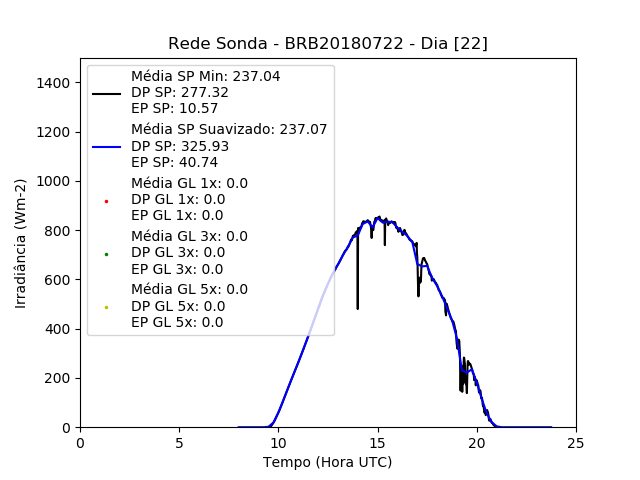 Rede Sonda - BRB20180722 - Dia [22]
Média SP Min: 237.04
DP SP: 277.32
EP SP: 10.57
Média SP Suavizado: 237.07
DP SP: 325.93
EP SP: 40.74
Média GL 1x: 0.0
DP GL 1x: 0.0
EP GL 1x: 0.0
Média GL 3x: 0.0
DP GL 3x: 0.0
EP GL 3x: 0.0
Média GL 5x: 0.0
DP GL 5x: 0.0
EP GL 5x: 0.0
Irradiância (Wm-2)
1400
1200
1000
800
600
400
200
0
0 5 10 15 20 25
Tempo (Hora UTC)